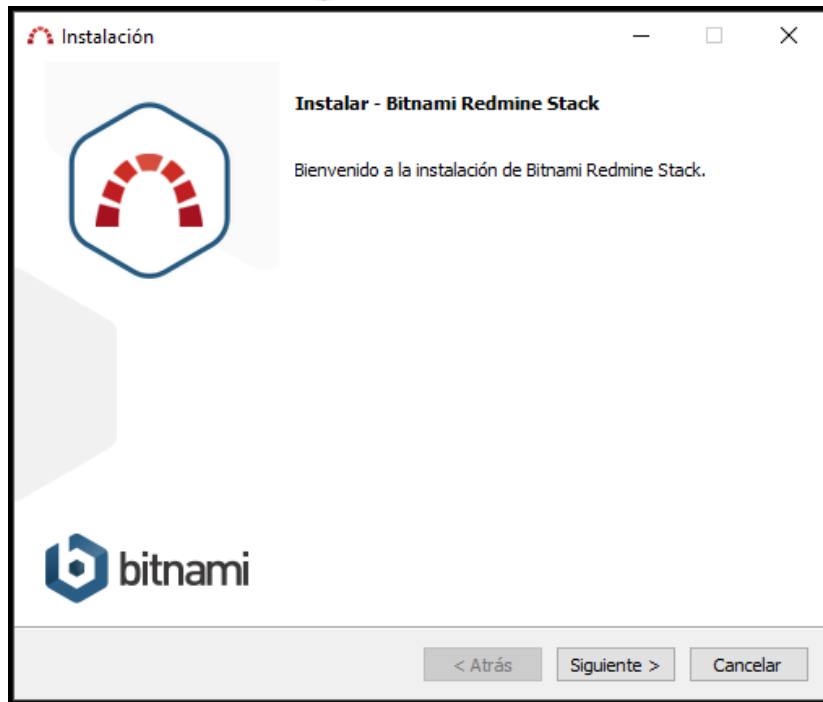 Instalación
Instalar - Bitnami Redmine Stack
Bienvenido a la instalación de Bitnami Redmine Stack.
bitnami
< Atrás
Siguiente >
Cancelar